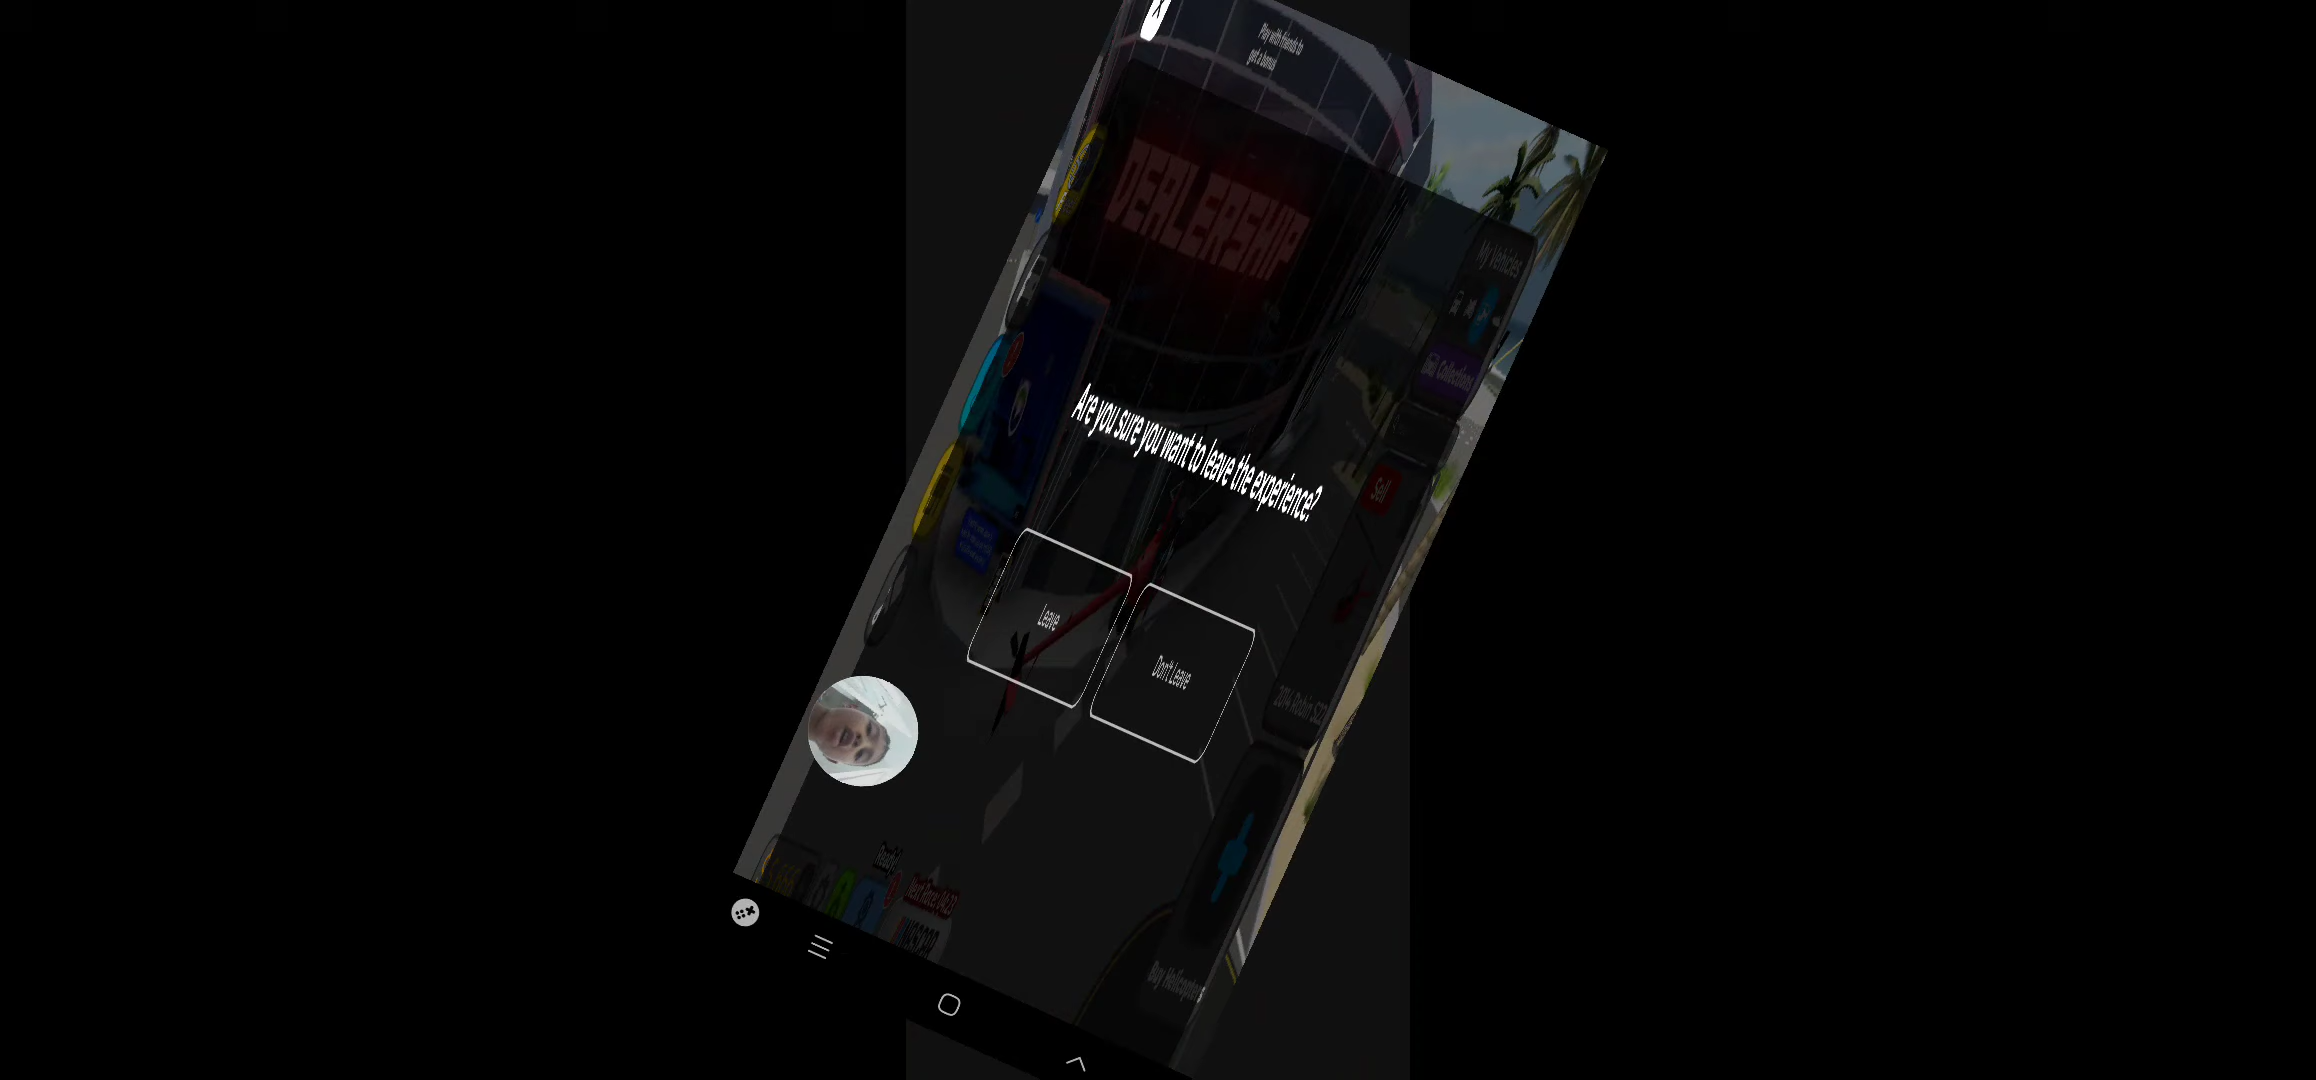 Play with friends to
get a bonus
DEALERSHIP
My Vehicles
Collections
Are you sure you want to leave the experience?
Sell
Leave
Don't Leave
Ready!
Buy Helicopters